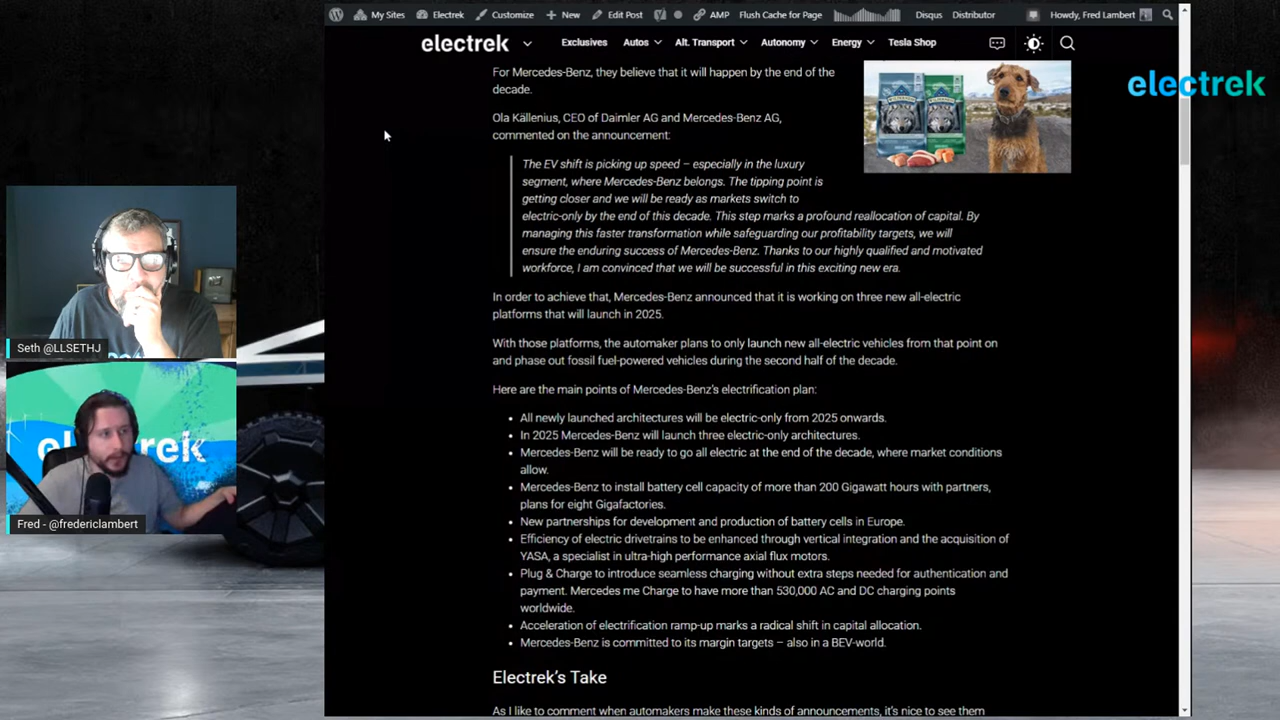 My Sites Electrek Customize New Edit Post AMP Flush Cache for Page Disqus Distributor Howdy, Fred Lambert
electrek Exclusives Autos Alt. Transport Autonomy Energy Tesla Shop
electrek
For Mercedes-Benz, they believe that it will happen by the end of the
decade.
Ola Källenius, CEO of Daimler AG and Mercedes-Benz AG,
commented on the announcement:
The EV shift is picking up speed – especially in the luxury
segment, where Mercedes-Benz belongs. The tipping point is
getting closer and we will be ready as markets switch to
electric-only by the end of this decade. This step marks a profound reallocation of capital. By
managing this faster transformation while safeguarding our profitability targets, we will
ensure the enduring success of Mercedes-Benz. Thanks to our highly qualified and motivated
workforce, I am convinced that we will be successful in this exciting new era.
In order to achieve that, Mercedes-Benz announced that it is working on three new all-electric
platforms that will launch in 2025.
With those platforms, the automaker plans to only launch new all-electric vehicles from that point on
and phase out fossil fuel-powered vehicles during the second half of the decade.
Here are the main points of Mercedes-Benz's electrification plan:
• All newly launched architectures will be electric-only from 2025 onwards.
• In 2025 Mercedes-Benz will launch three electric-only architectures.
• Mercedes-Benz will be ready to go all electric at the end of the decade, where market conditions
allow.
• Mercedes-Benz to install battery cell capacity of more than 200 Gigawatt hours with partners,
plans for eight Gigafactories.
• New partnerships for development and production of battery cells in Europe.
• Efficiency of electric drivetrains to be enhanced through vertical integration and the acquisition of
YASA, a specialist in ultra-high performance axial flux motors.
• Plug & Charge to introduce seamless charging without extra steps needed for authentication and
payment. Mercedes me Charge to have more than 530,000 AC and DC charging points
worldwide.
• Acceleration of electrification ramp-up marks a radical shift in capital allocation.
• Mercedes-Benz is committed to its margin targets – also in a BEV-world.
Electrek's Take
As I like to comment when automakers make these kinds of announcements, it's nice to see them
Seth @LLSETHJ
Fred - @fredericlambert